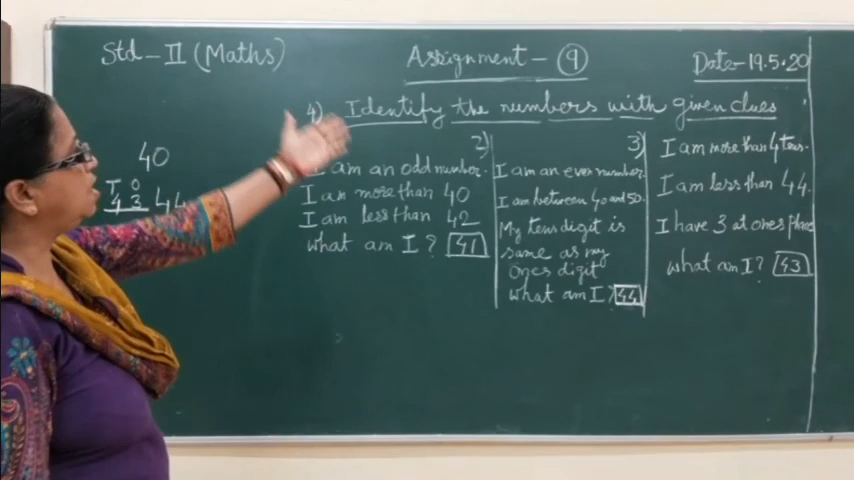 Std - II (Maths)
Assignment - 9
Date - 19.5.20
4) Identify the numbers with given clues
40
T O
43 44
I am an odd number.
I am more than 40
I am less than 42
what am I? 41
2)
I am an even number.
I am between 40 and 50.
My tens digit is
same as my
ones digit
what am I? 44
3)
I am more than 4 tens.
I am less than 44.
I have 3 at ones place
what am I? 43